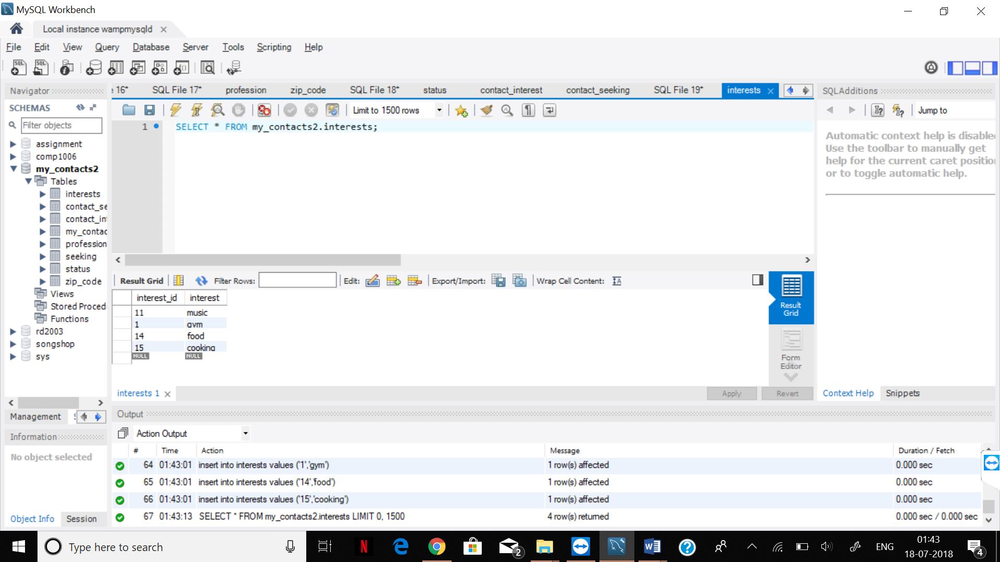 MySQL Workbench
Local instance wampmysqld
File Edit View Query Database Server Tools Scripting Help
Navigator
SCHEMAS
Filter objects
assignment
comp1006
my_contacts2
Tables
interests
contact_se
contact_in
my_contac
profession
seeking
status
zip_code
Views
Stored Proced
Functions
rd2003
songshop
sys
Management
Information
No object selected
Object Info Session
16* SQL File 17* profession zip_code SQL File 18* status contact_interest contact_seeking SQL File 19* interests
Limit to 1500 rows
1 SELECT * FROM my_contacts2.interests;
Result Grid Filter Rows: Edit: Export/Import: Wrap Cell Content:
interest_id interest
11 music
1 gym
14 food
15 cooking
NULL NULL
Result
Grid
Form
Editor
interests 1 Apply Revert
SQLAdditions
Jump to
Automatic context help is disable
Use the toolbar to manually get
help for the current caret position
or to toggle automatic help.
Context Help Snippets
Output
Action Output
# Time Action Message Duration / Fetch
64 01:43:01 insert into interests values ('1','gym') 1 row(s) affected 0.000 sec
65 01:43:01 insert into interests values ('14','food') 1 row(s) affected 0.000 sec
66 01:43:01 insert into interests values ('15','cooking') 1 row(s) affected 0.000 sec
67 01:43:13 SELECT * FROM my_contacts2.interests LIMIT 0, 1500 4 row(s) returned 0.000 sec / 0.000 sec
Type here to search
2
ENG
01:43
18-07-2018
4